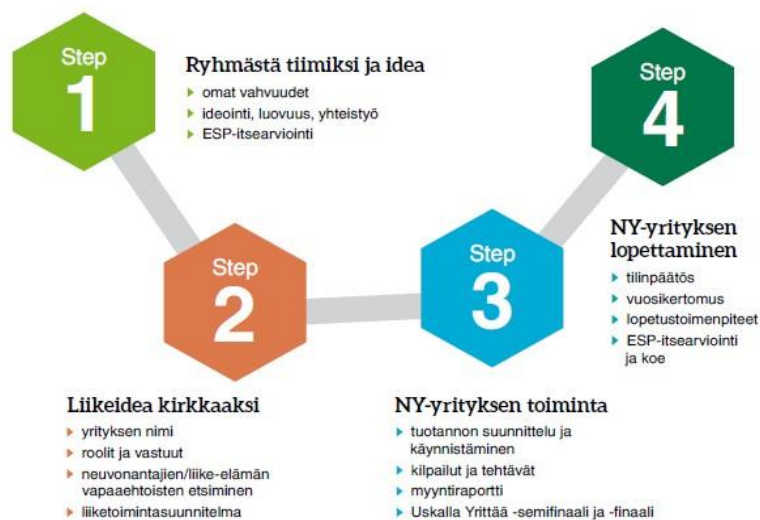 Step
1
Ryhmästä tiimiksi ja idea
omat vahvuudet
ideointi, luovuus, yhteistyö
ESP-itsearviointi
Step
2
Liikeidea kirkkaaksi
yrityksen nimi
roolit ja vastuut
neuvonantajien/liike-elämän
vapaaehtoisten etsiminen
liiketoimintasuunnitelma
Step
3
NY-yrityksen toiminta
tuotannon suunnittelu ja
käynnistäminen
kilpailut ja tehtävät
myyntiraportti
Uskalla Yrittää -semifinaali ja -finaali
Step
4
NY-yrityksen
lopettaminen
tilinpäätös
vuosikertomus
lopetustoimenpiteet
ESP-itsearviointi
ja koe